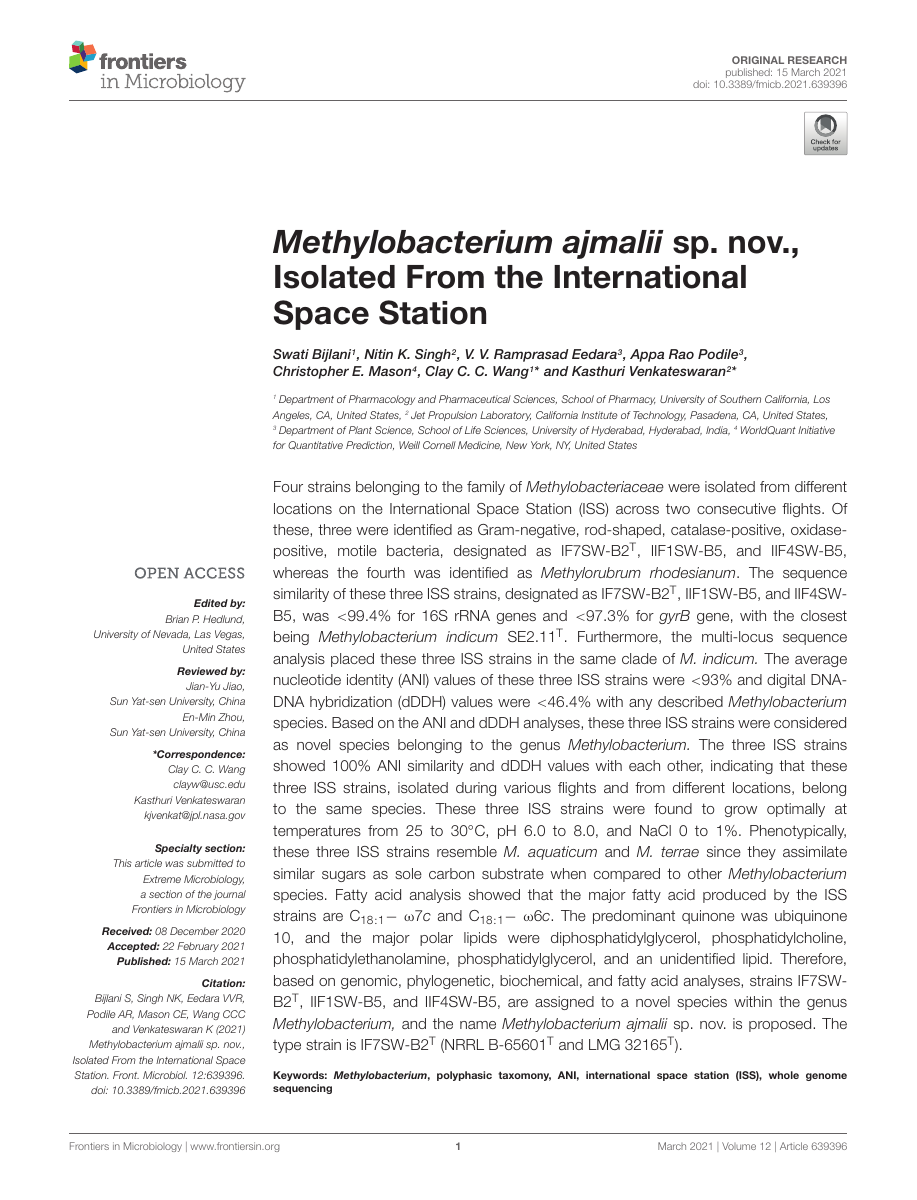 frontiers
in Microbiology
ORIGINAL RESEARCH
published: 15 March 2021
doi: 10.3389/fmicb.2021.639396
Check for
updates
Methylobacterium ajmalii sp. nov.,
Isolated From the International
Space Station
Swati Bijlani¹, Nitin K. Singh², V. V. Ramprasad Eedara³, Appa Rao Podile³,
Christopher E. Mason⁴, Clay C. C. Wang¹* and Kasthuri Venkateswaran²*
¹ Department of Pharmacology and Pharmaceutical Sciences, School of Pharmacy, University of Southern California, Los
Angeles, CA, United States, ² Jet Propulsion Laboratory, California Institute of Technology, Pasadena, CA, United States,
³ Department of Plant Science, School of Life Sciences, University of Hyderabad, Hyderabad, India, ⁴ WorldQuant Initiative
for Quantitative Prediction, Weill Cornell Medicine, New York, NY, United States
OPEN ACCESS
Edited by:
Brian P. Hedlund,
University of Nevada, Las Vegas,
United States
Reviewed by:
Jian-Yu Jiao,
Sun Yat-sen University, China
En-Min Zhou,
Sun Yat-sen University, China
*Correspondence:
Clay C. C. Wang
clayw@usc.edu
Kasthuri Venkateswaran
kjvenkat@jpl.nasa.gov
Specialty section:
This article was submitted to
Extreme Microbiology,
a section of the journal
Frontiers in Microbiology
Received: 08 December 2020
Accepted: 22 February 2021
Published: 15 March 2021
Citation:
Bijlani S, Singh NK, Eedara VVR,
Podile AR, Mason CE, Wang CCC
and Venkateswaran K (2021)
Methylobacterium ajmalii sp. nov.,
Isolated From the International Space
Station. Front. Microbiol. 12:639396.
doi: 10.3389/fmicb.2021.639396
Four strains belonging to the family of Methylobacteriaceae were isolated from different
locations on the International Space Station (ISS) across two consecutive flights. Of
these, three were identified as Gram-negative, rod-shaped, catalase-positive, oxidase-
positive, motile bacteria, designated as IF7SW-B2ᵀ, IIF1SW-B5, and IIF4SW-B5,
whereas the fourth was identified as Methylorubrum rhodesianum. The sequence
similarity of these three ISS strains, designated as IF7SW-B2ᵀ, IIF1SW-B5, and IIF4SW-
B5, was <99.4% for 16S rRNA genes and <97.3% for gyrB gene, with the closest
being Methylobacterium indicum SE2.11ᵀ. Furthermore, the multi-locus sequence
analysis placed these three ISS strains in the same clade of M. indicum. The average
nucleotide identity (ANI) values of these three ISS strains were <93% and digital DNA-
DNA hybridization (dDDH) values were <46.4% with any described Methylobacterium
species. Based on the ANI and dDDH analyses, these three ISS strains were considered
as novel species belonging to the genus Methylobacterium. The three ISS strains
showed 100% ANI similarity and dDDH values with each other, indicating that these
three ISS strains, isolated during various flights and from different locations, belong
to the same species. These three ISS strains were found to grow optimally at
temperatures from 25 to 30°C, pH 6.0 to 8.0, and NaCl 0 to 1%. Phenotypically,
these three ISS strains resemble M. aquaticum and M. terrae since they assimilate
similar sugars as sole carbon substrate when compared to other Methylobacterium
species. Fatty acid analysis showed that the major fatty acid produced by the ISS
strains are C₁₈:₁− ω7c and C₁₈:₁− ω6c. The predominant quinone was ubiquinone
10, and the major polar lipids were diphosphatidylglycerol, phosphatidylcholine,
phosphatidylethanolamine, phosphatidylglycerol, and an unidentified lipid. Therefore,
based on genomic, phylogenetic, biochemical, and fatty acid analyses, strains IF7SW-
B2ᵀ, IIF1SW-B5, and IIF4SW-B5, are assigned to a novel species within the genus
Methylobacterium, and the name Methylobacterium ajmalii sp. nov. is proposed. The
type strain is IF7SW-B2ᵀ (NRRL B-65601ᵀ and LMG 32165ᵀ).
Keywords: Methylobacterium, polyphasic taxomony, ANI, international space station (ISS), whole genome
sequencing
Frontiers in Microbiology | www.frontiersin.org
1
March 2021 | Volume 12 | Article 639396